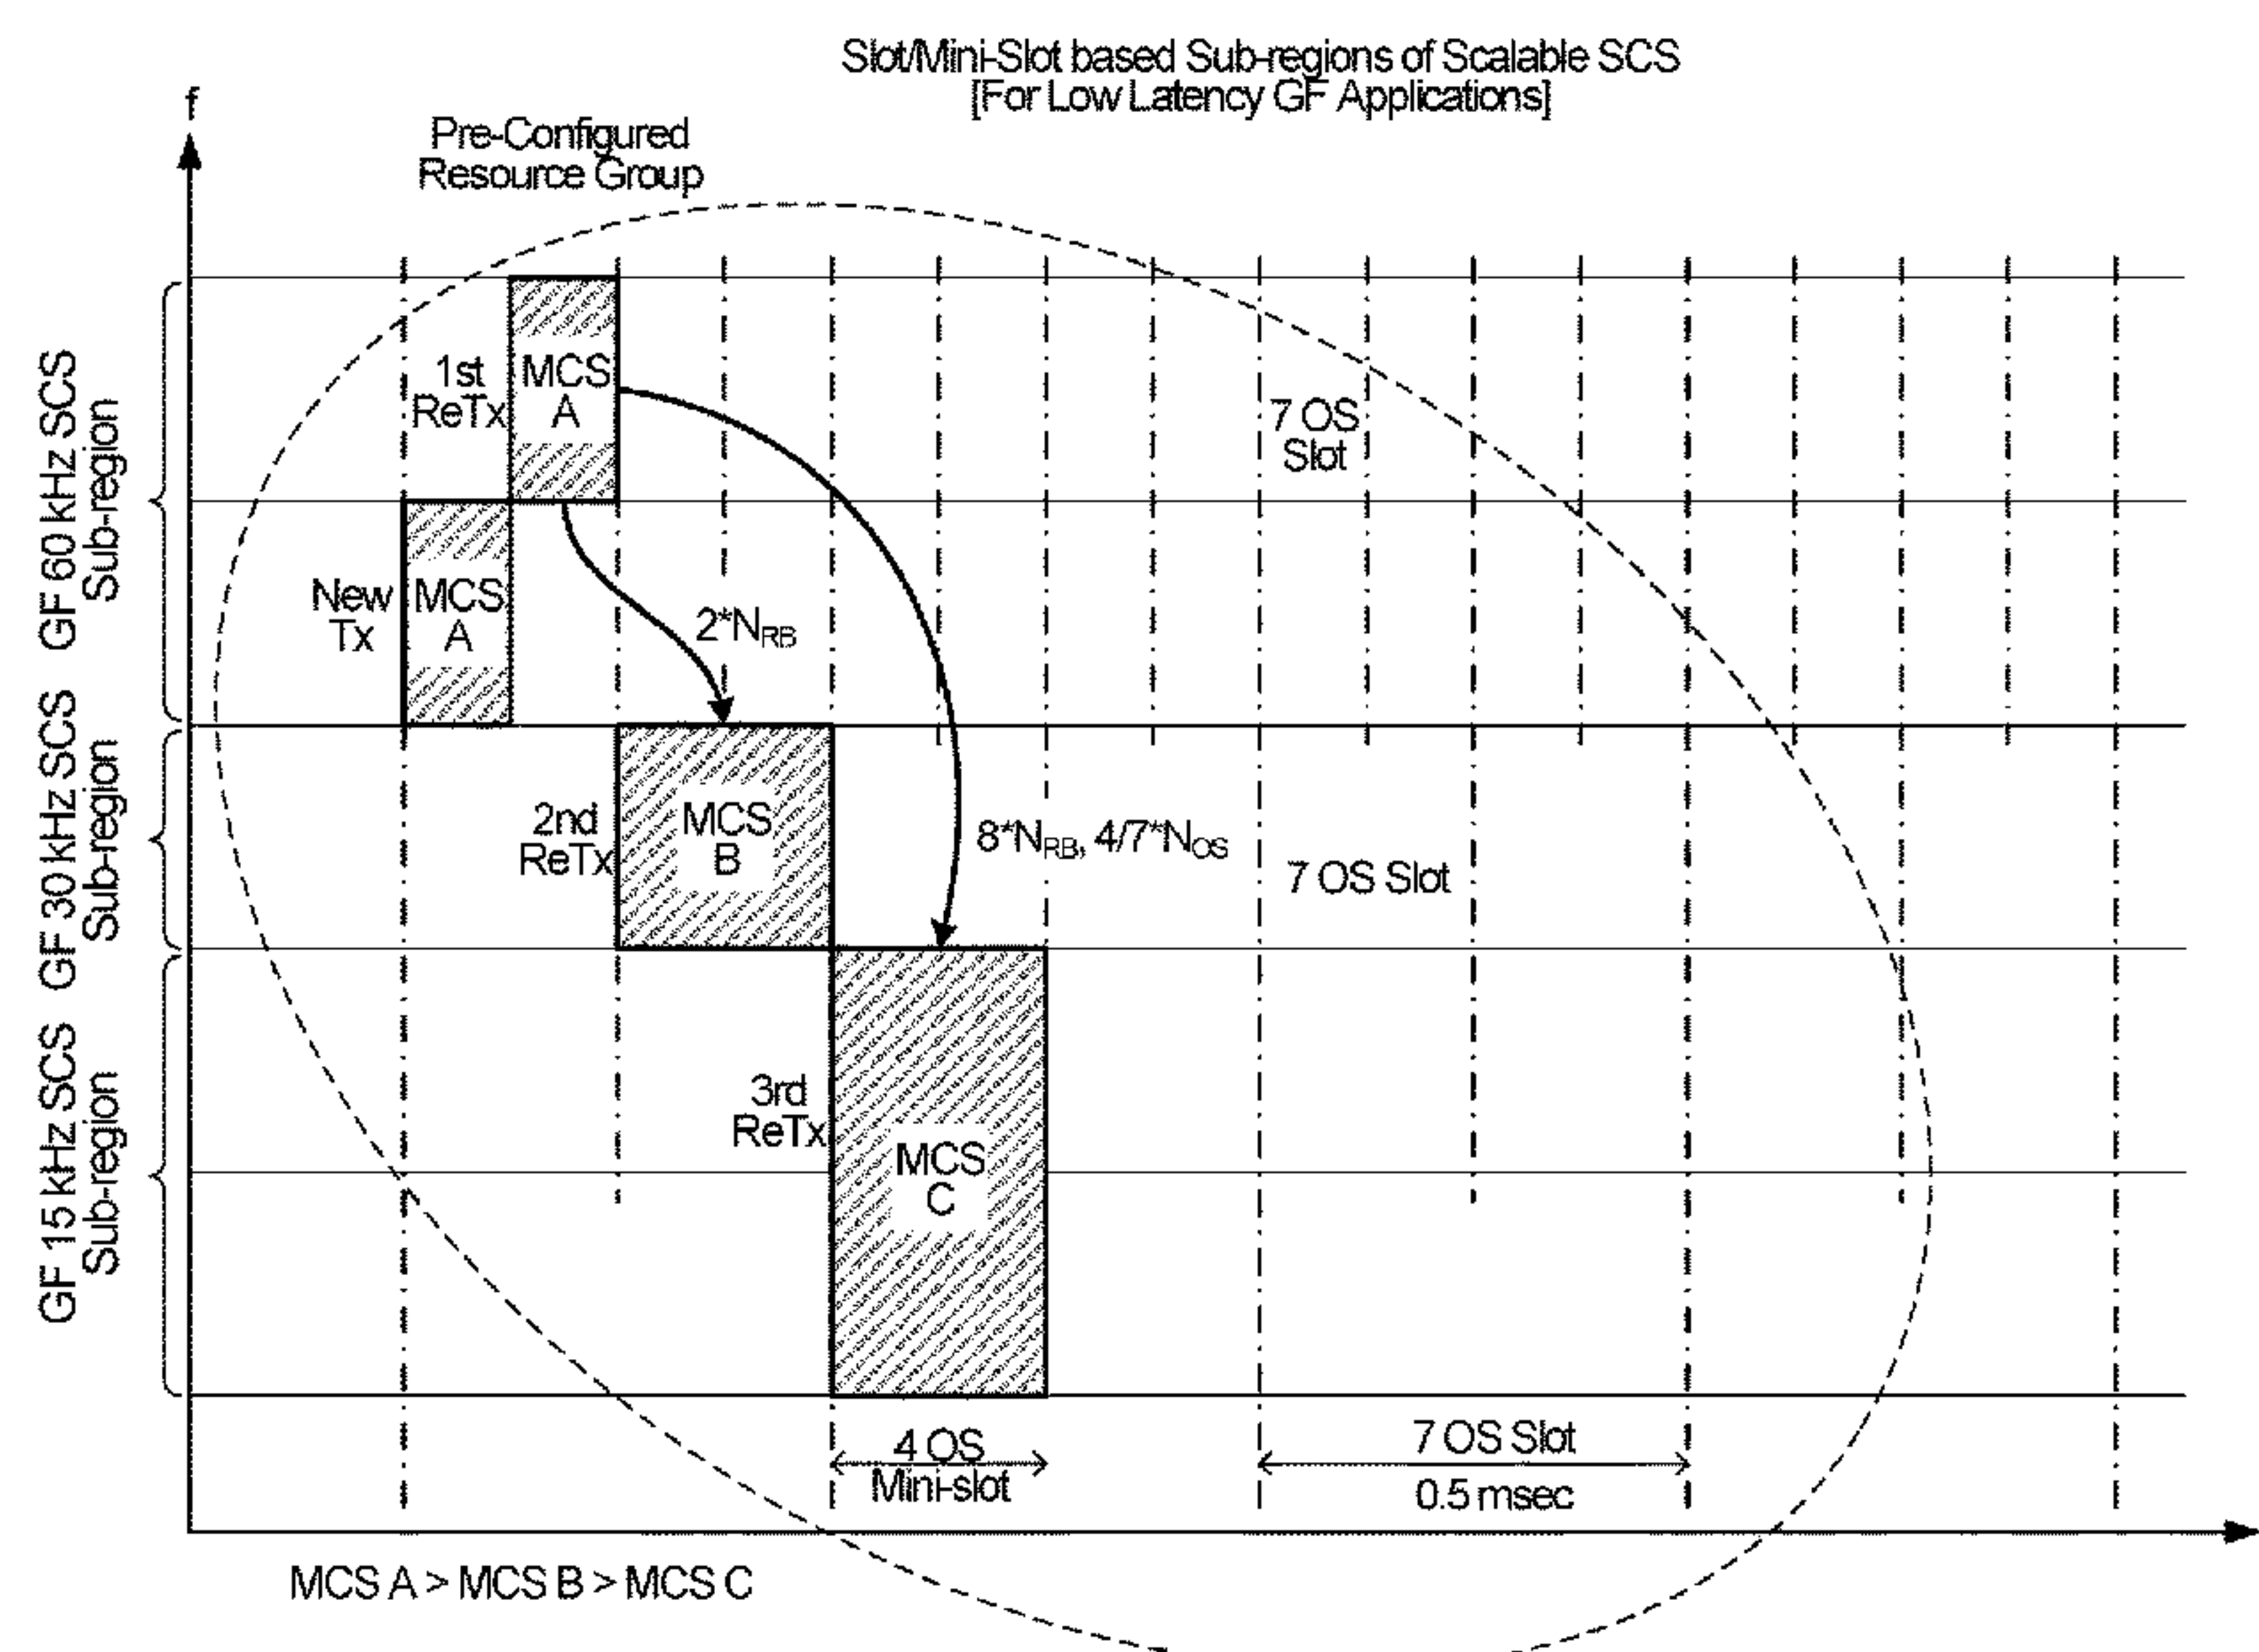 Slot/Mini-Slot based Sub-regions of Scalable SCS
[For Low Latency GF Applications]
f
Pre-Configured
Resource Group
GF 60 kHz SCS
Sub-region
1st
ReTx
MCS
A
7 OS
Slot
New
Tx
MCS
A
2*N_RB
GF 30 kHz SCS
Sub-region
2nd
ReTx
MCS
B
8*N_RB, 4/7*N_OS
7 OS Slot
GF 15 kHz SCS
Sub-region
3rd
ReTx
MCS
C
4 OS
Mini-slot
7 OS Slot
0.5 msec
MCS A > MCS B > MCS C